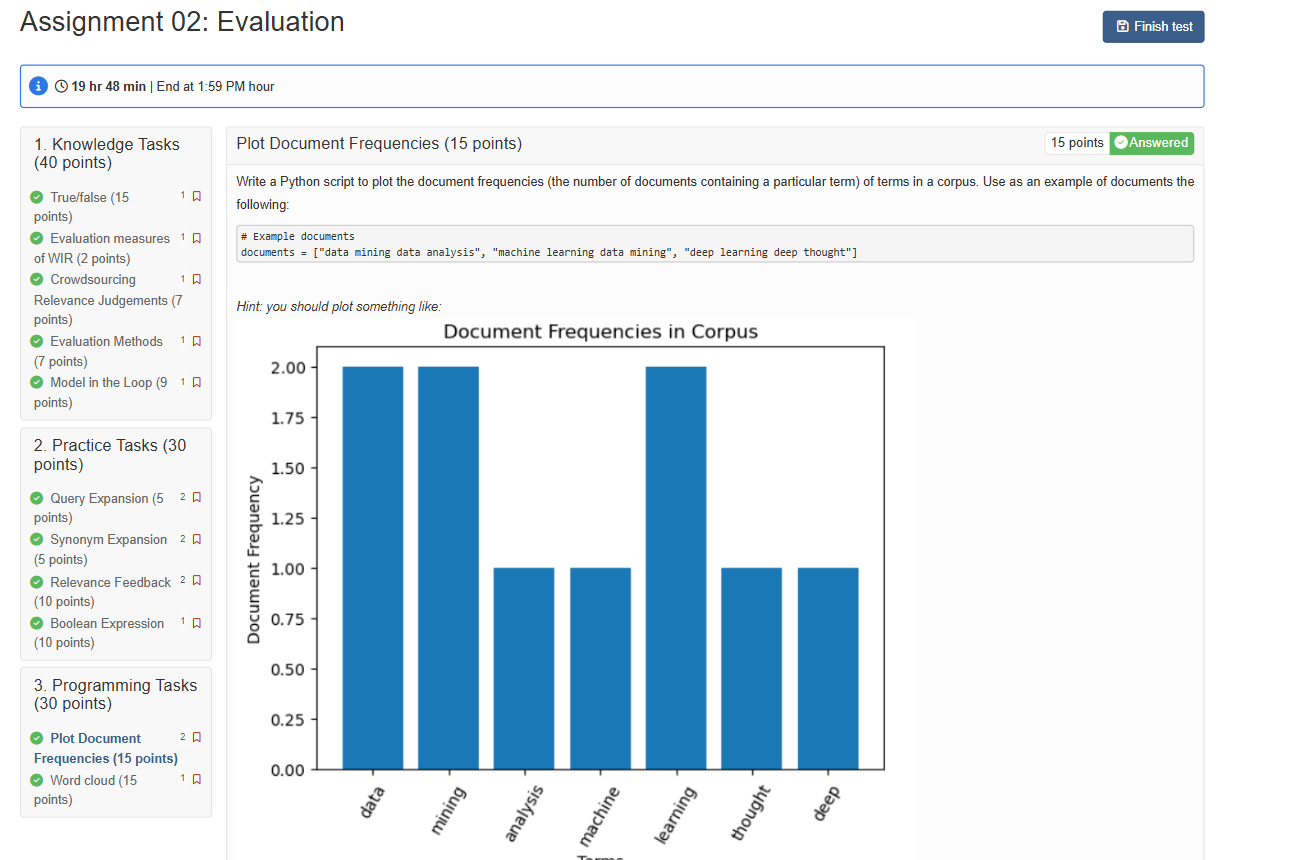 Assignment 02: Evaluation
Finish test
19 hr 48 min | End at 1:59 PM hour
1. Knowledge Tasks
(40 points)
True/false (15
points)
1
Evaluation measures
of WIR (2 points)
1
Crowdsourcing
Relevance Judgements (7
points)
1
Evaluation Methods
(7 points)
1
Model in the Loop (9
points)
1
2. Practice Tasks (30
points)
Query Expansion (5
points)
2
Synonym Expansion
(5 points)
2
Relevance Feedback
(10 points)
2
Boolean Expression
(10 points)
1
3. Programming Tasks
(30 points)
Plot Document
Frequencies (15 points)
2
Word cloud (15
points)
1
Plot Document Frequencies (15 points)
15 points
Answered
Write a Python script to plot the document frequencies (the number of documents containing a particular term) of terms in a corpus. Use as an example of documents the
following:
# Example documents
documents = ["data mining data analysis", "machine learning data mining", "deep learning deep thought"]
Hint: you should plot something like:
Document Frequencies in Corpus
Document Frequency
2.00
1.75
1.50
1.25
1.00
0.75
0.50
0.25
0.00
data
mining
analysis
machine
learning
thought
deep
Terms